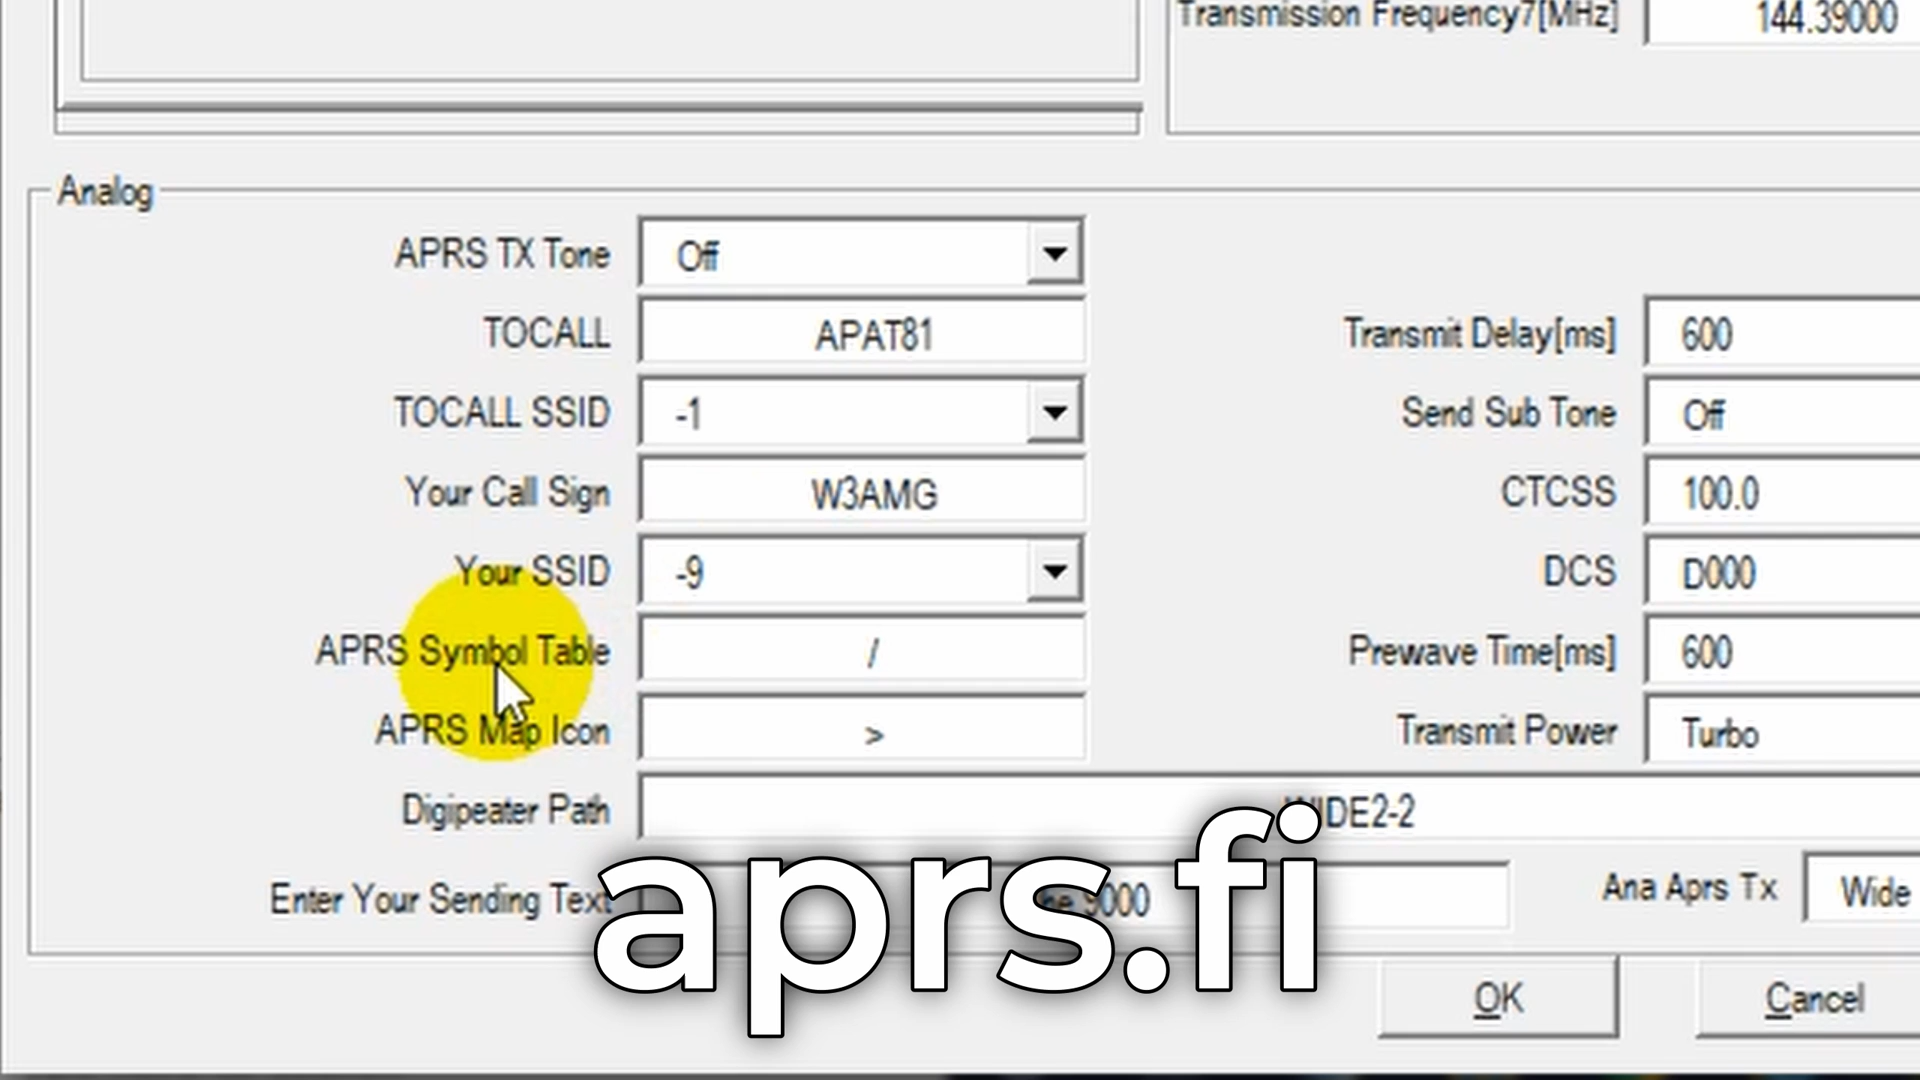 Transmission Frequency7[MHz] 144.39000
Analog
APRS TX Tone Off
TOCALL APAT81 Transmit Delay[ms] 600
TOCALL SSID -1 Send Sub Tone Off
Your Call Sign W3AMG CTCSS 100.0
Your SSID -9 DCS D000
APRS Symbol Table / Prewave Time[ms] 600
APRS Map Icon > Transmit Power Turbo
Digipeater Path WIDE2-2
Enter Your Sending Text 9000 Ana Aprs Tx Wide
aprs.fi
OK Cancel